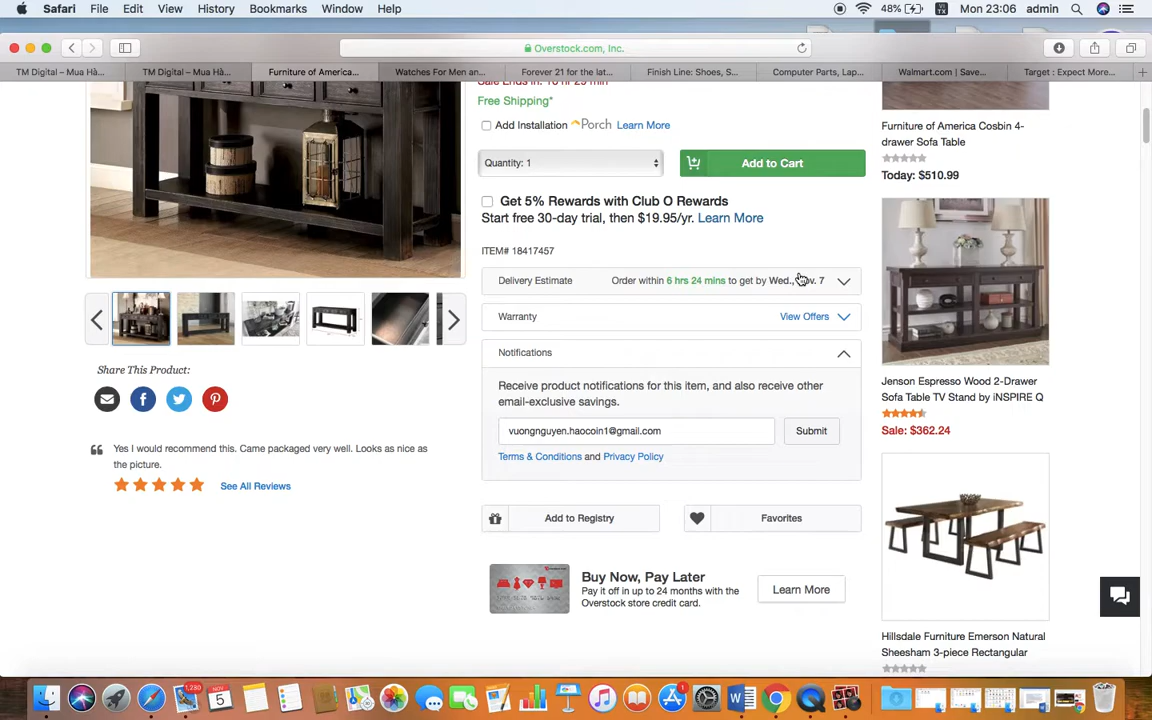 Safari File Edit View History Bookmarks Window Help 48% VI TX Mon 23:06 admin
Overstock.com, Inc.
TM Digital – Mua Hà... TM Digital – Mua Hà... Furniture of America... Watches For Men an... Forever 21 for the lat... Finish Line: Shoes, S... Computer Parts, Lap... Walmart.com | Save... Target : Expect More...
Free Shipping*
Add Installation Porch Learn More
Quantity: 1 Add to Cart
Get 5% Rewards with Club O Rewards
Start free 30-day trial, then $19.95/yr. Learn More
ITEM# 18417457
Delivery Estimate Order within 6 hrs 24 mins to get by Wed., 7
Warranty View Offers
Notifications
Receive product notifications for this item, and also receive other
email-exclusive savings.
vuongnguyen.haocoin1@gmail.com Submit
Terms & Conditions and Privacy Policy
Add to Registry Favorites
Buy Now, Pay Later
Pay it off in up to 24 months with the
Overstock store credit card.
Learn More
Share This Product:
Yes I would recommend this. Came packaged very well. Looks as nice as
the picture.
See All Reviews
Furniture of America Cosbin 4-
drawer Sofa Table
Today: $510.99
Jenson Espresso Wood 2-Drawer
Sofa Table TV Stand by iNSPIRE Q
Sale: $362.24
Hillsdale Furniture Emerson Natural
Sheesham 3-piece Rectangular
1,280
NOV
5
1